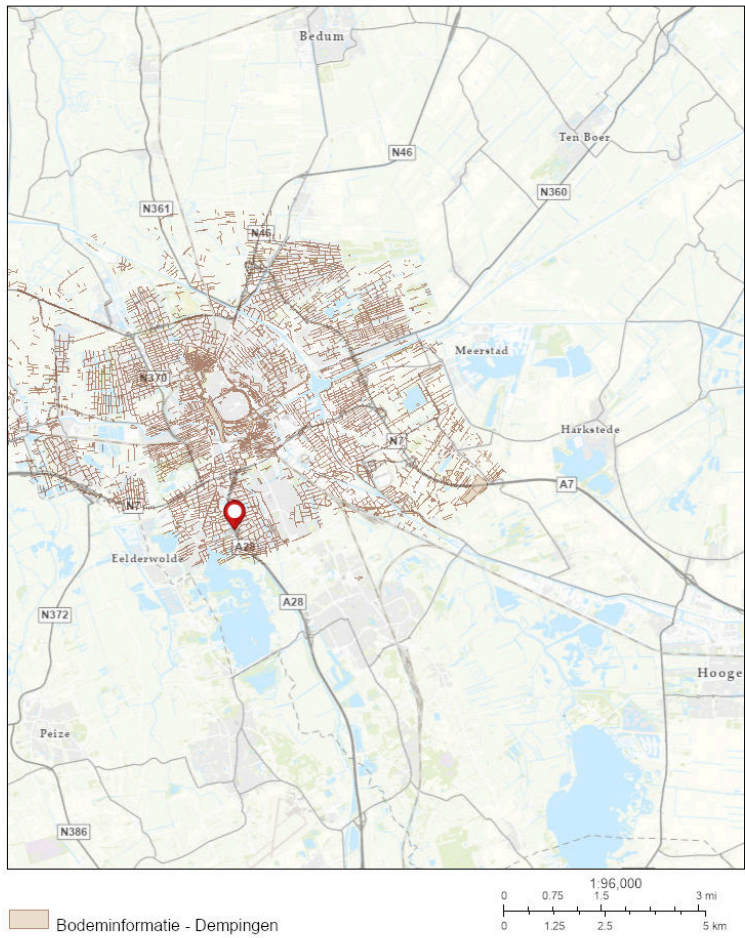 Bedum
Ten Boer
N46
N360
N361
N46
Meerstad
N370
Harkstede
N7
A7
N7
A28
Eelderwolde
A28
N372
Hooge
Peize
N386
1:96,000
0 0.75 1.5 3 mi
0 1.25 2.5 5 km
Bodeminformatie - Dempingen